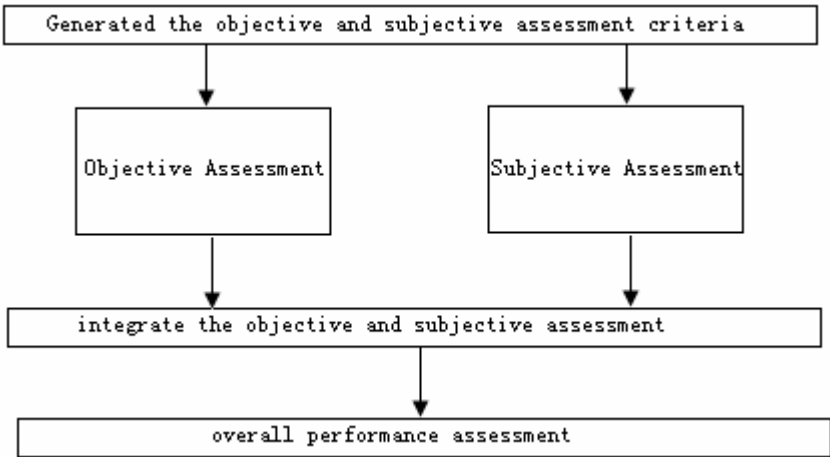 Generated the objective and subjective assessment criteria
Objective Assessment
Subjective Assessment
integrate the objective and subjective assessment
overall performance assessment